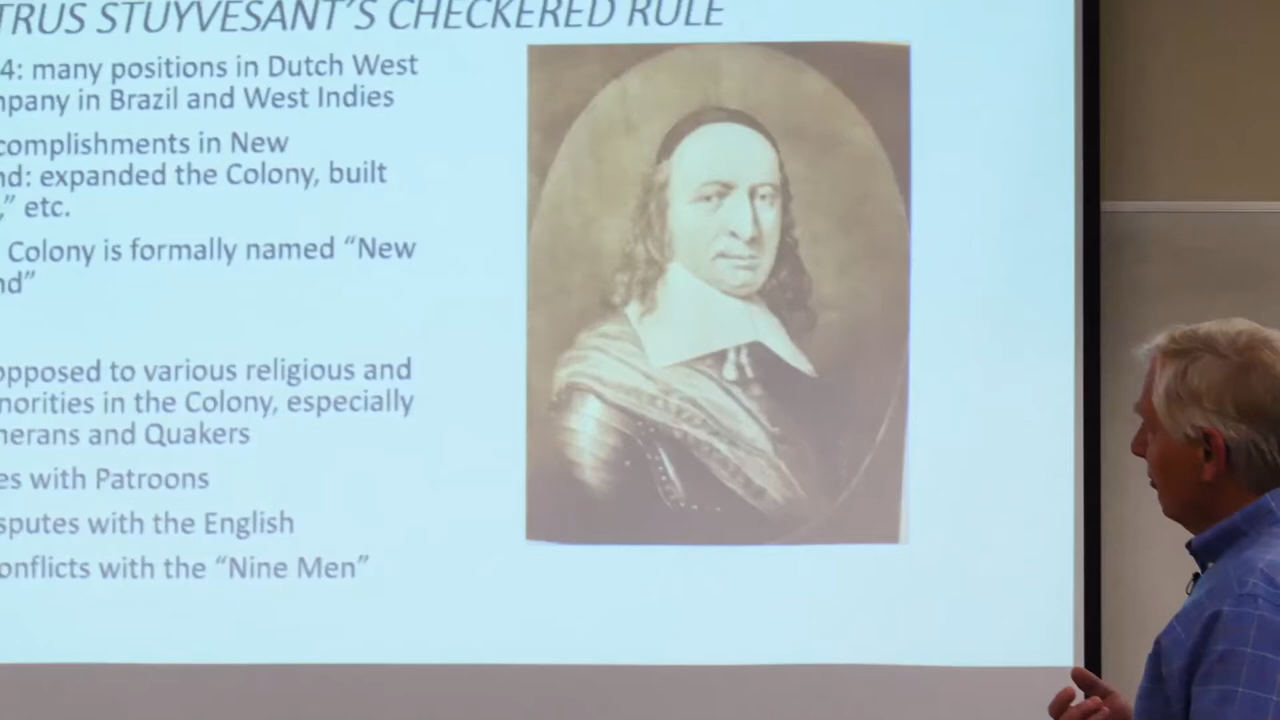 TRUS STUYVESANT’S CHECKERED RULE
4: many positions in Dutch West
mpany in Brazil and West Indies
complishments in New
nd: expanded the Colony, built
,” etc.
Colony is formally named “New
nd”
opposed to various religious and
norities in the Colony, especially
herans and Quakers
es with Patroons
sputes with the English
onflicts with the “Nine Men”